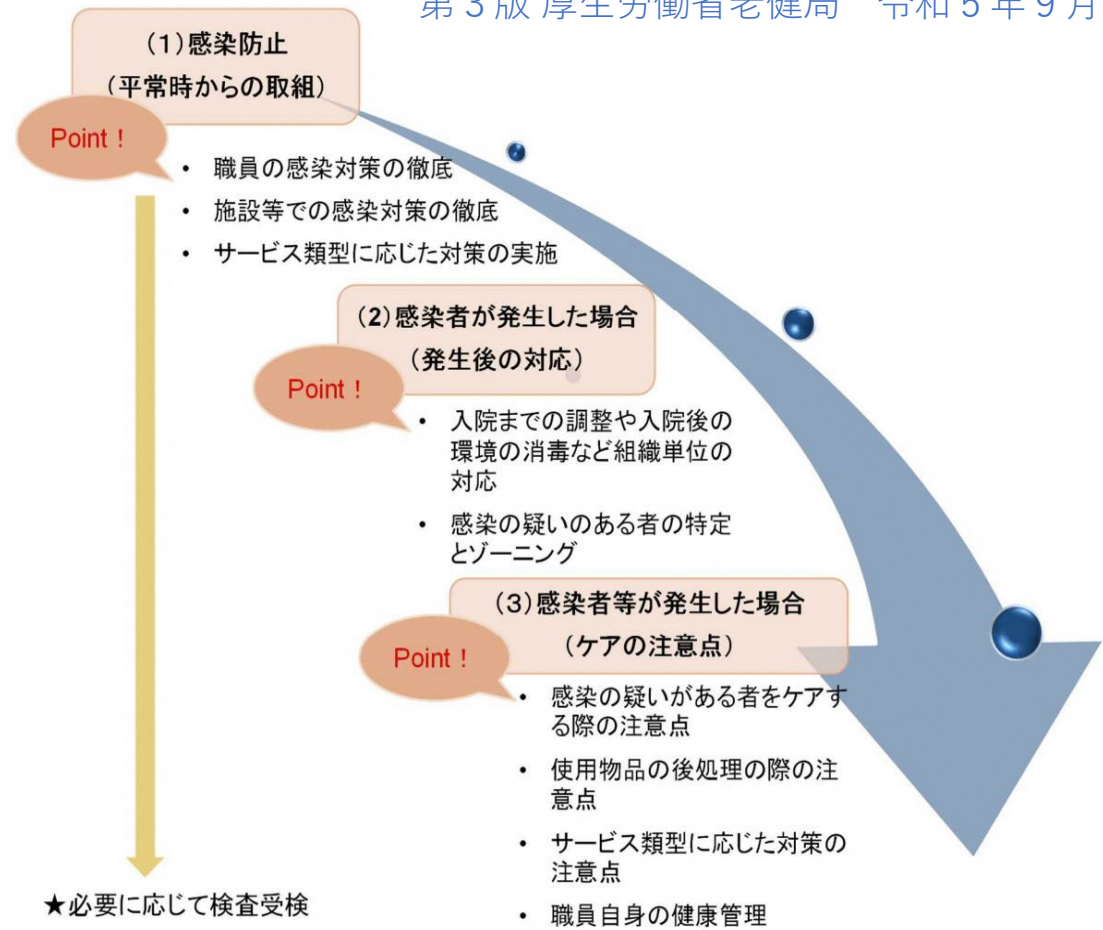 第3版 厚生労働省老健局　令和5年9月
(1)感染防止
(平常時からの取組)
Point！
• 職員の感染対策の徹底
• 施設等での感染対策の徹底
• サービス類型に応じた対策の実施
(2)感染者が発生した場合
(発生後の対応)
Point！
• 入院までの調整や入院後の
環境の消毒など組織単位の
対応
• 感染の疑いのある者の特定
とゾーニング
(3)感染者等が発生した場合
(ケアの注意点)
Point！
• 感染の疑いがある者をケアす
る際の注意点
• 使用物品の後処理の際の注
意点
• サービス類型に応じた対策の
注意点
• 職員自身の健康管理
★必要に応じて検査受検